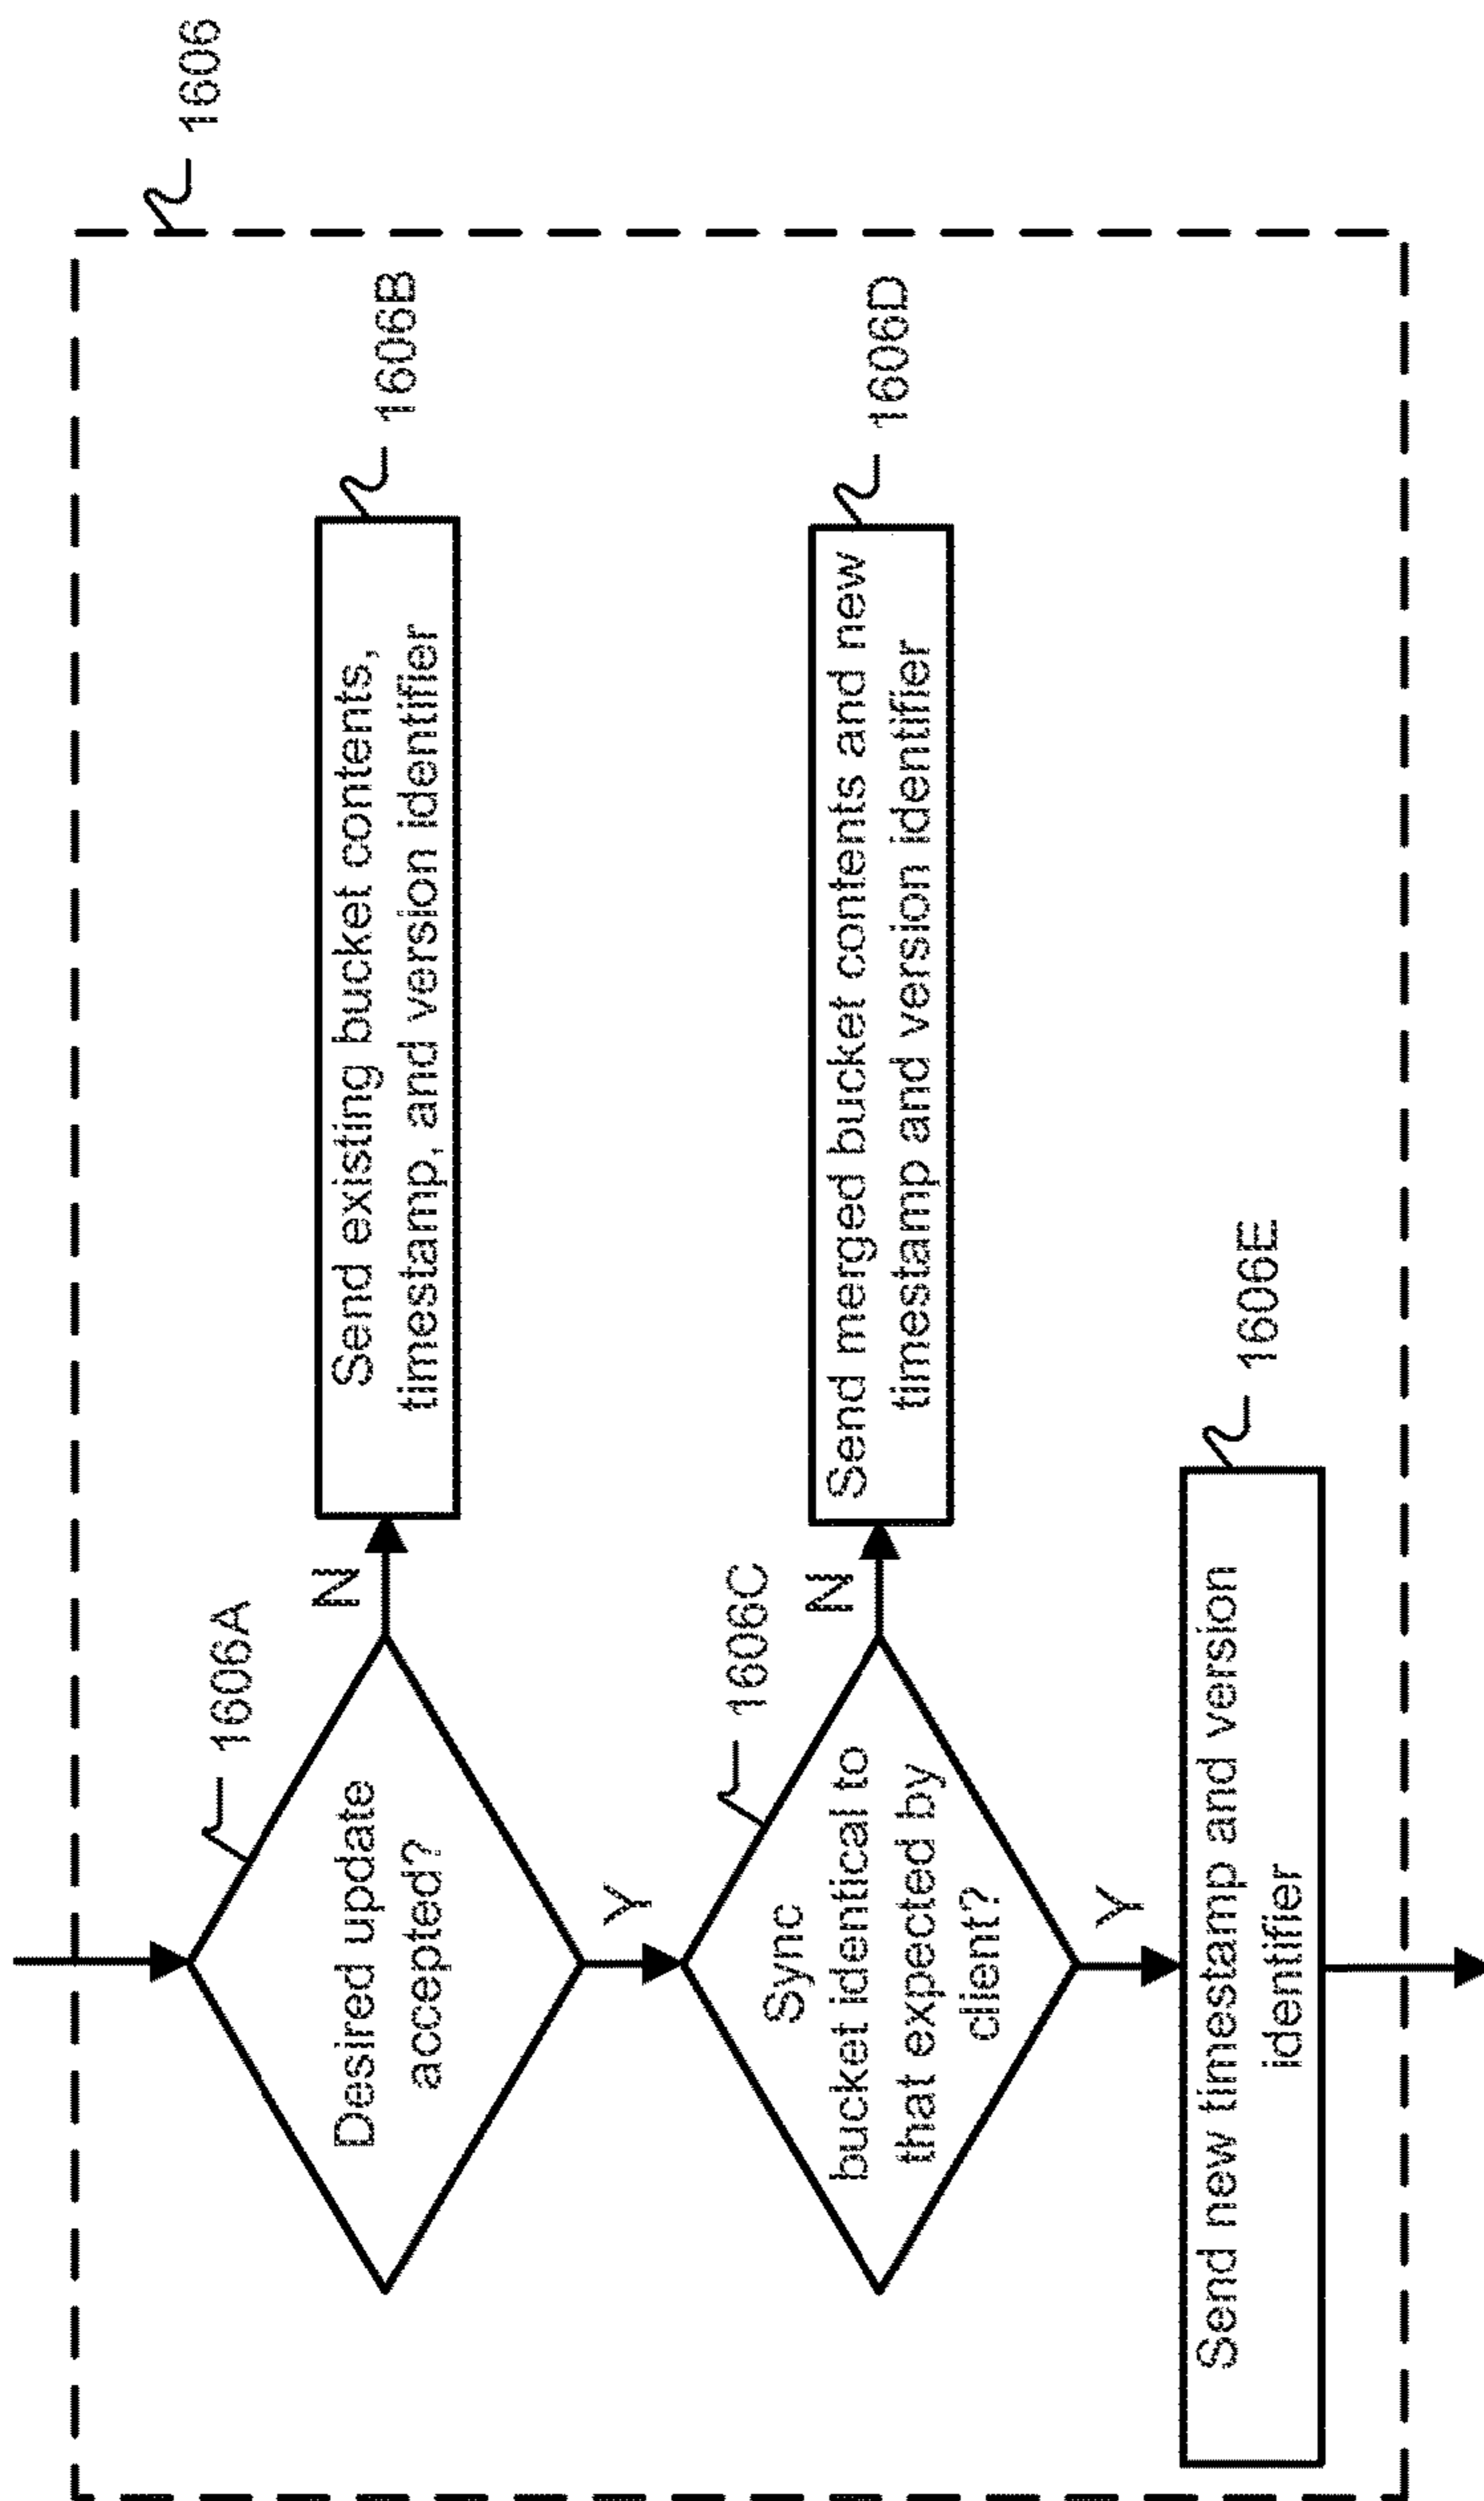 1606
1606A
Desired update
accepted?
N
1606B
Send existing bucket contents,
timestamp, and version identifier
Y
1606C
Sync
bucket identical to
that expected by
client?
N
1606D
Send merged bucket contents and new
timestamp and version identifier
Y
1606E
Send new timestamp and version
identifier